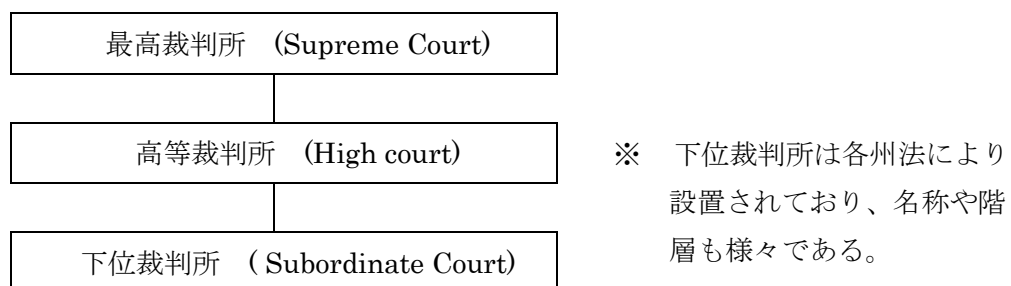 最高裁判所　(Supreme Court)
高等裁判所　(High court)
※　下位裁判所は各州法により
設置されており、名称や階
層も様々である。
下位裁判所　( Subordinate Court)